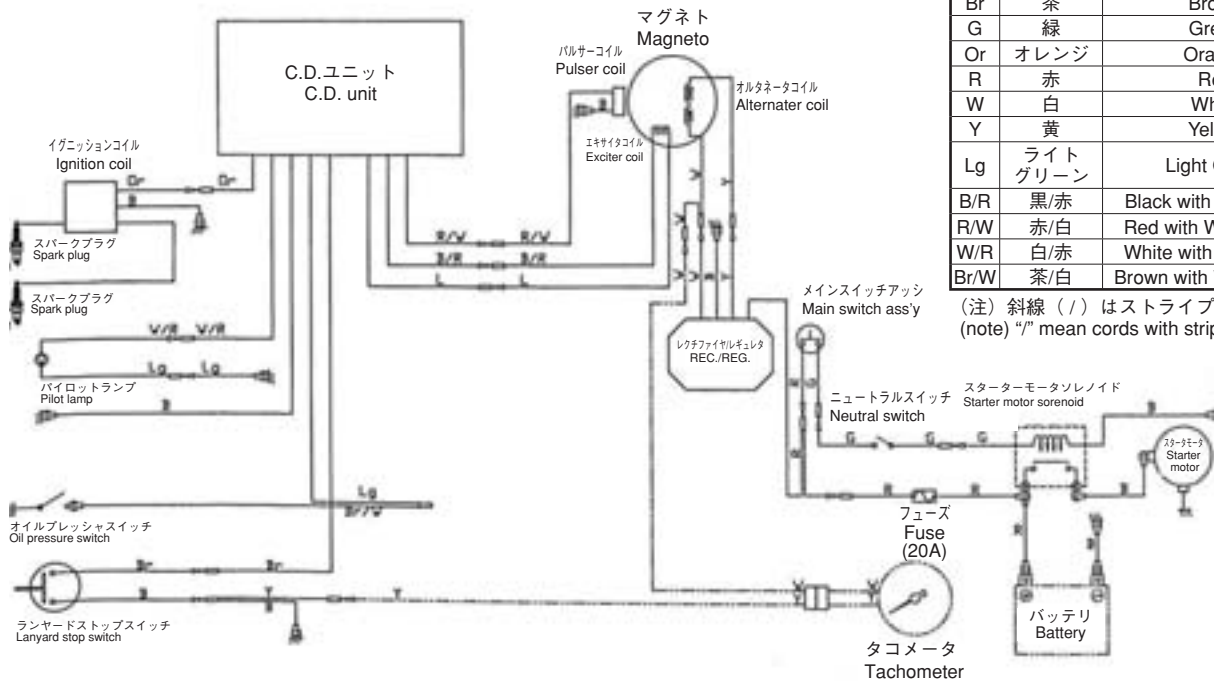 マグネト
Magneto
パルサーコイル
Pulser coil
C.D.ユニット
C.D. unit
オルタネータコイル
Alternater coil
エキサイタコイル
Exciter coil
イグニッションコイル
Ignition coil
Or
Or
B
B
スパークプラグ
Spark plug
スパークプラグ
Spark plug
R/W
R/W
B/R
B/R
L
L
W
Y
W
W
W
B
Y
W/R
W/R
Lg
Lg
パイロットランプ
Pilot lamp
B
レクチファイヤ/レギュレタ
REC./REG.
メインスイッチアッシ
Main switch ass'y
R
G
R
ニュートラルスイッチ
Neutral switch
G
G
G
スターターモータソレノイド
Starter motor sorenoid
B
スタータモータ
Starter
motor
R
R
B
フューズ
Fuse
(20A)
R
B
バッテリ
Battery
Lg
Br/W
オイルプレッシャスイッチ
Oil pressure switch
Br
Br
B
Y
B
Y
ランヤードストップスイッチ
Lanyard stop switch
タコメータ
Tachometer
Br 茶
G 緑
Or オレンジ
R 赤
W 白
Y 黄
Lg ライトグリーン Light
B/R 黒/赤 Black with
R/W 赤/白 Red with
W/R 白/赤 White with
Br/W 茶/白 Brown with
（注）斜線（ / ）はストライプ
(note) “/” mean cords with